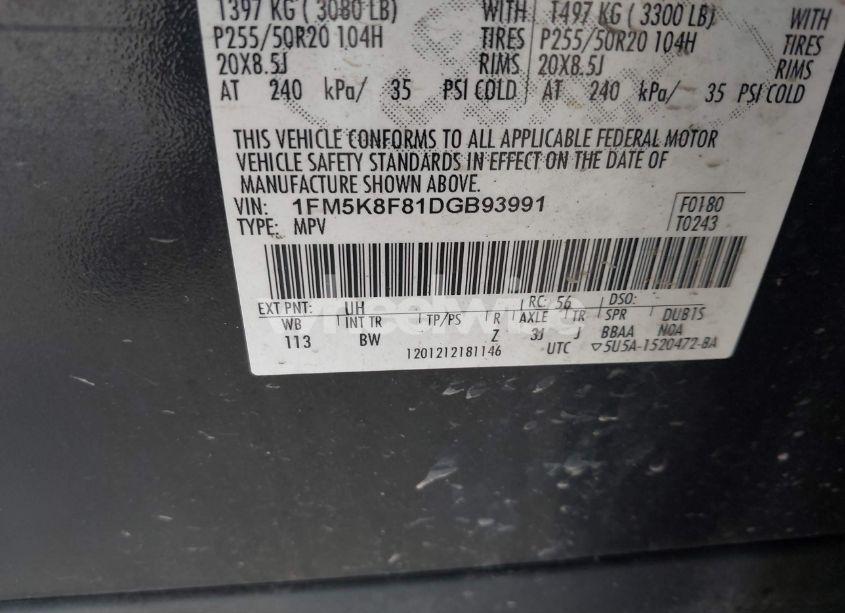 1397 KG ( 3080 LB) WITH 1497 KG ( 3300 LB) WITH
P255/50R20 104H TIRES P255/50R20 104H TIRES
20X8.5J RIMS 20X8.5J RIMS
AT 240 kPa/ 35 PSI COLD AT 240 kPa/ 35 PSI COLD
THIS VEHICLE CONFORMS TO ALL APPLICABLE FEDERAL MOTOR
VEHICLE SAFETY STANDARDS IN EFFECT ON THE DATE OF
MANUFACTURE SHOWN ABOVE.
VIN: 1FM5K8F81DGB93991 F0180
TYPE: MPV T0243
EXT PNT: UH RC: 56 DSO:
WB INT TR TP/PS R AXLE TR SPR DUB15
113 BW Z 3J J BBAA NQA
1201212181146 UTC ▽5U5A-1520472-BA